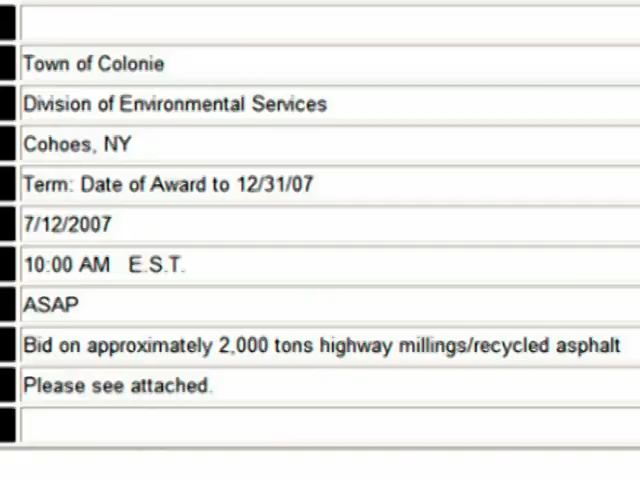 Town of Colonie
Division of Environmental Services
Cohoes, NY
Term: Date of Award to 12/31/07
7/12/2007
10:00 AM   E.S.T.
ASAP
Bid on approximately 2,000 tons highway millings/recycled asphalt
Please see attached.